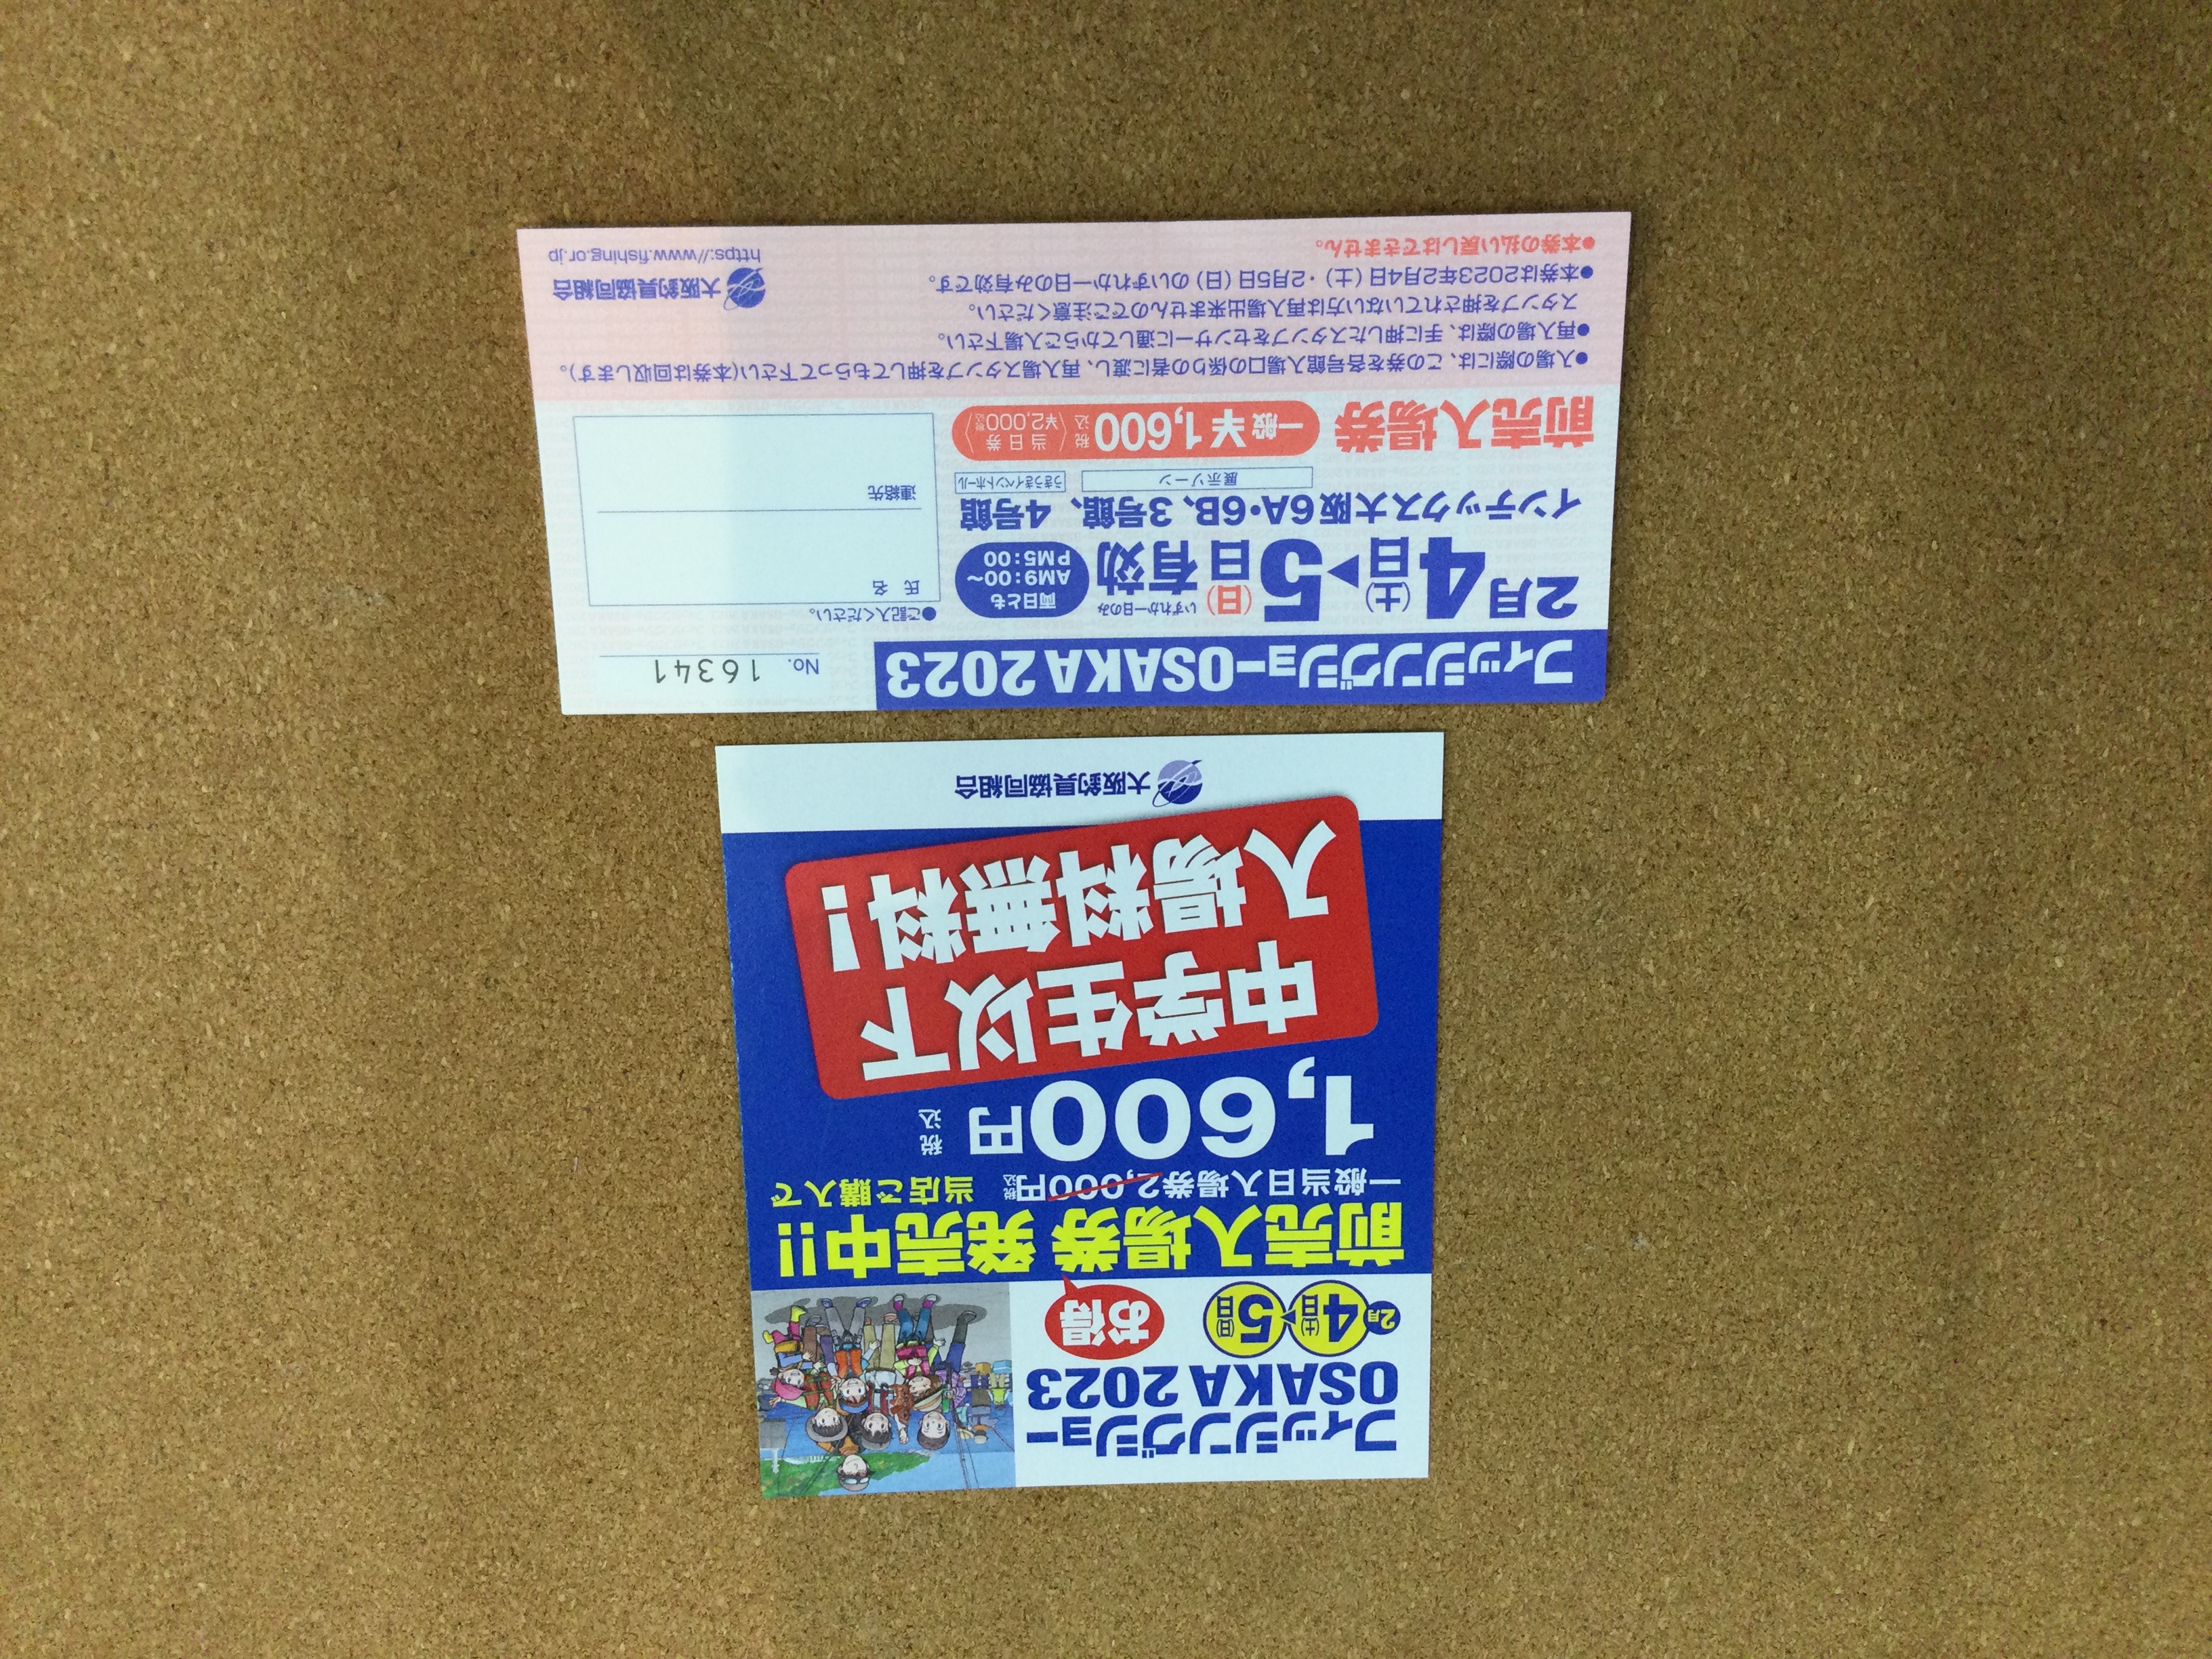 フィッシングショー
OSAKA 2023
2月 4日(土)▶5日(日)
お得
前売入場券 発売中!!
一般当日入場券2,000円税込 当店ご購入で
1,600円 税込
中学生以下
入場料無料!
大阪釣具協同組合
フィッシングショーOSAKA 2023
No. 16341
2月4日(土)▶5日(日)有効 いずれか一日のみ
両日とも
AM9:00~
PM5:00
●ご記入ください。
氏 名
連絡先
インテックス大阪6A・6B、3号館、4号館
展示ゾーン
うきうきイベントホール
前売入場券 一般¥1,600税込〈当日券¥2,000税込〉
●入場の際には、この券を各号館入場口の係りの者に渡し、再入場スタンプを押してもらって下さい(本券は回収します)。
●再入場の際は、手に押したスタンプをセンサーに通してからご入場下さい。
スタンプを押されていない方は再入場出来ませんのでご注意ください。
●本券は2023年2月4日(土)・2月5日(日)のいずれか一日のみ有効です。
●本券の払い戻しはできません。
大阪釣具協同組合
https://www.fishing.or.jp